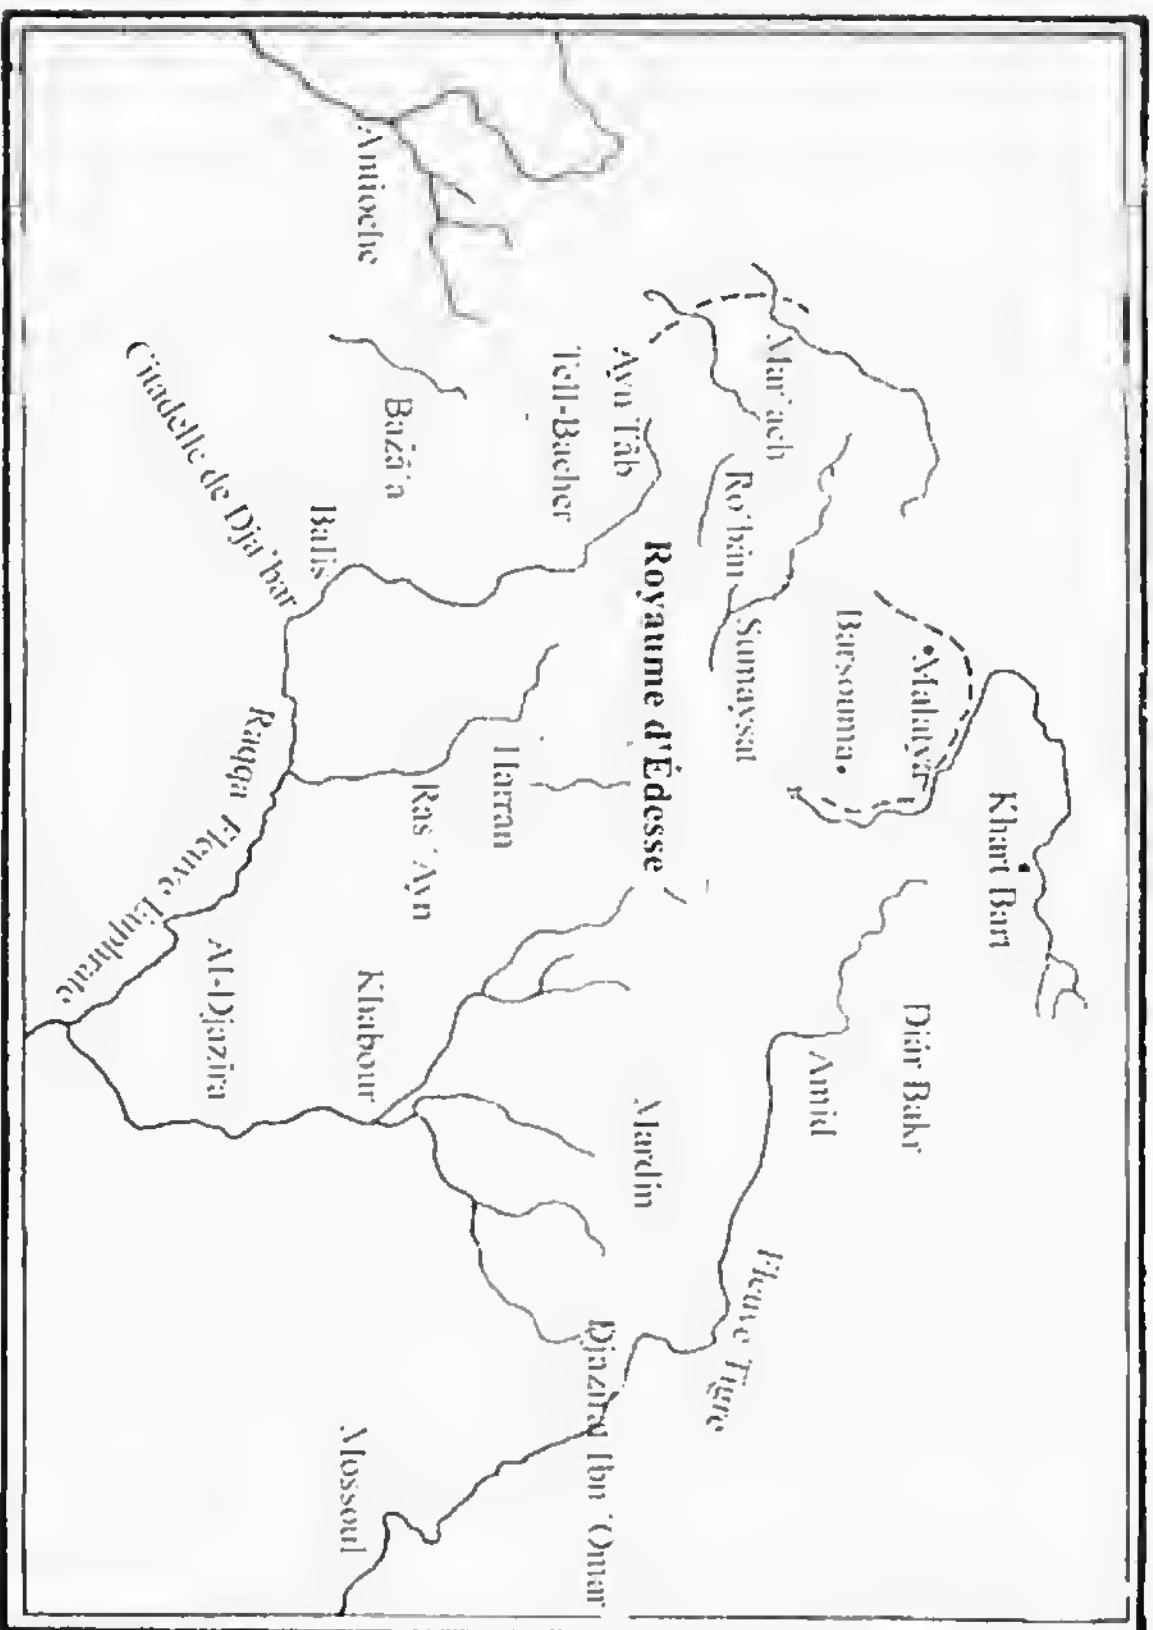 Khart Bart
Malatya
Diâr Bakr
Barsouma
Amid
Mar'ach
Ro'bân
Sumaysat
Fleuve Tigre
Royaume d'Édesse
Ayn Tâb
Mardin
Tell-Bacher
Djazirat Ibn 'Omar
Harran
Ras 'Ayn
Bazâ'a
Antioche
Khabour
Mossoul
Balis
Citadelle de Dja'bar
Raqqa
Fleuve Euphrate
Al-Djazira